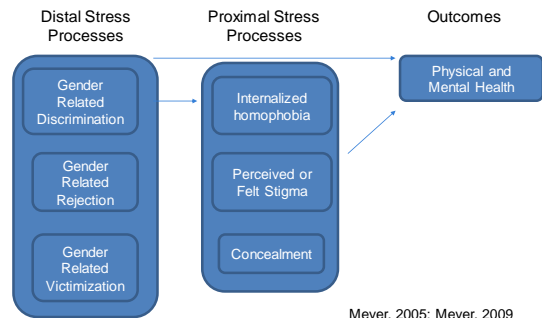 Distal Stress
Processes
Proximal Stress
Processes
Outcomes
Gender
Related
Discrimination
Gender
Related
Rejection
Gender
Related
Victimization
Internalized
homophobia
Perceived or
Felt Stigma
Concealment
Physical and
Mental Health
Meyer, 2005; Meyer, 2009